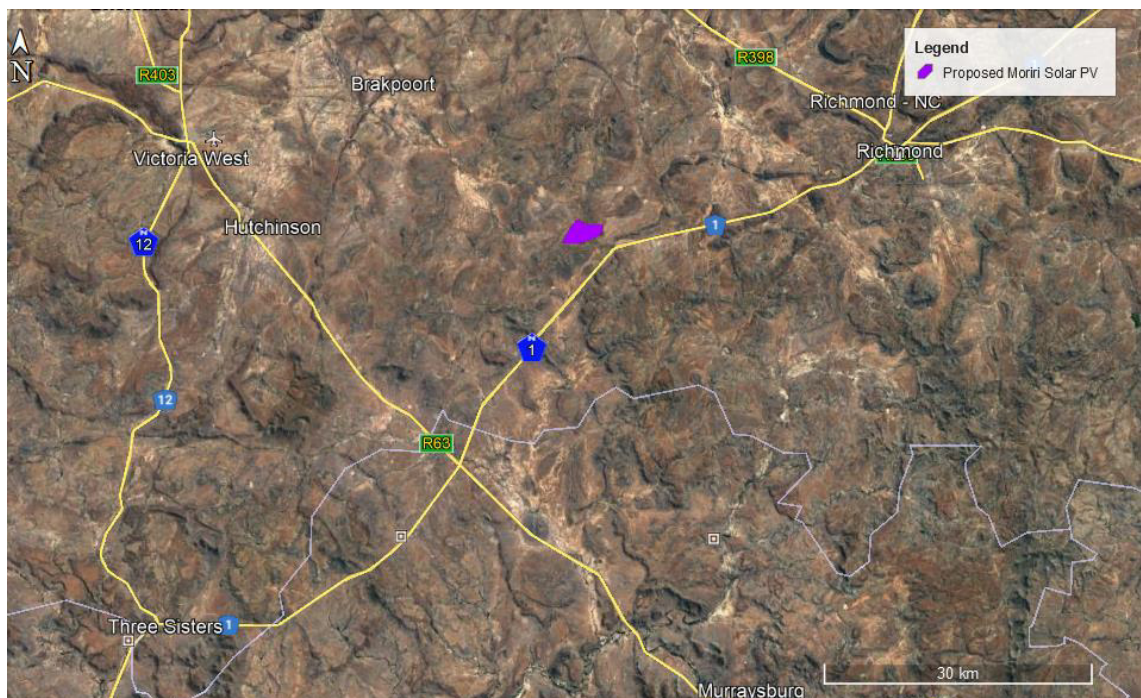 N
R403
Brakpoort
R398
Legend
Proposed Moriri Solar PV
Richmond - NC
Victoria West
Richmond
Hutchinson
N
12
1
N
1
12
R63
Three Sisters
1
30 km
Murraysburg